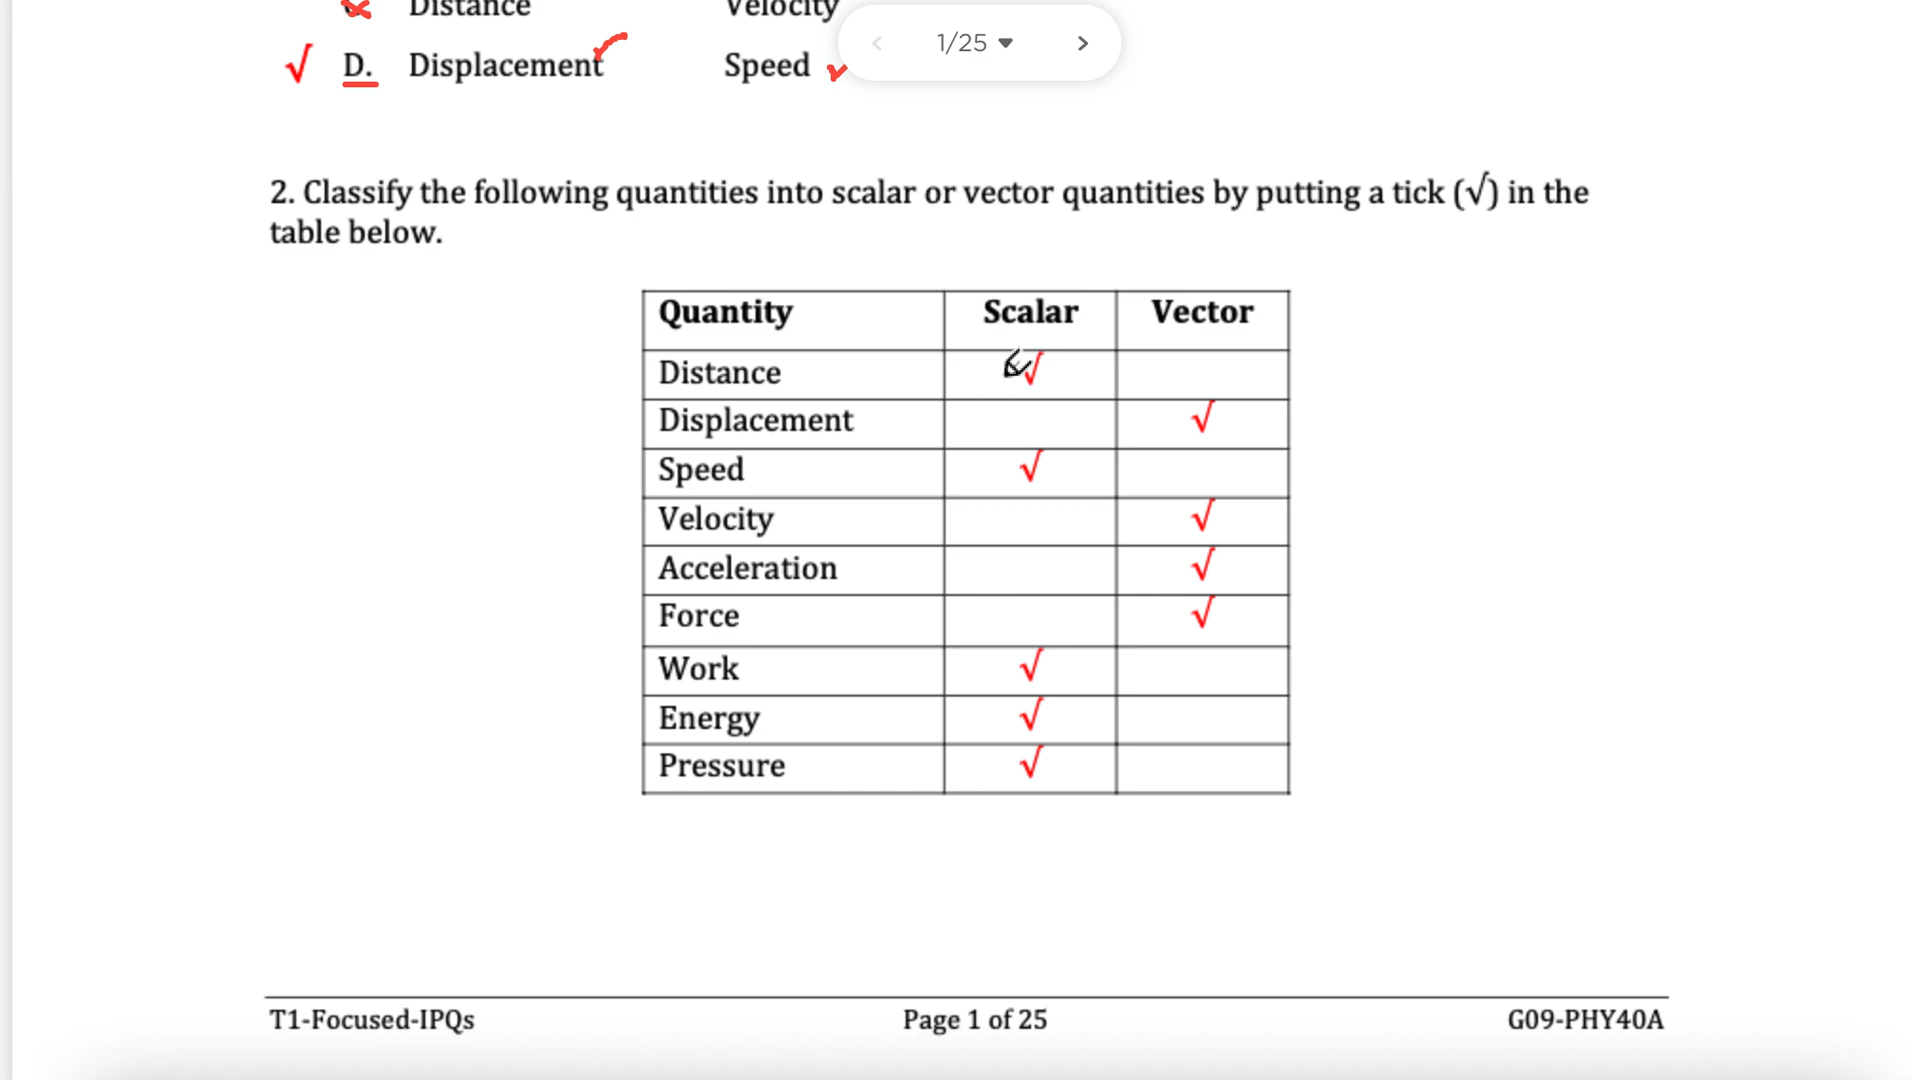 Distance Velocity
1/25
√ D. Displacement Speed
2. Classify the following quantities into scalar or vector quantities by putting a tick (√) in the
table below.
Quantity Scalar Vector
Distance √
Displacement √
Speed √
Velocity √
Acceleration √
Force √
Work √
Energy √
Pressure √
T1-Focused-IPQs Page 1 of 25 G09-PHY40A